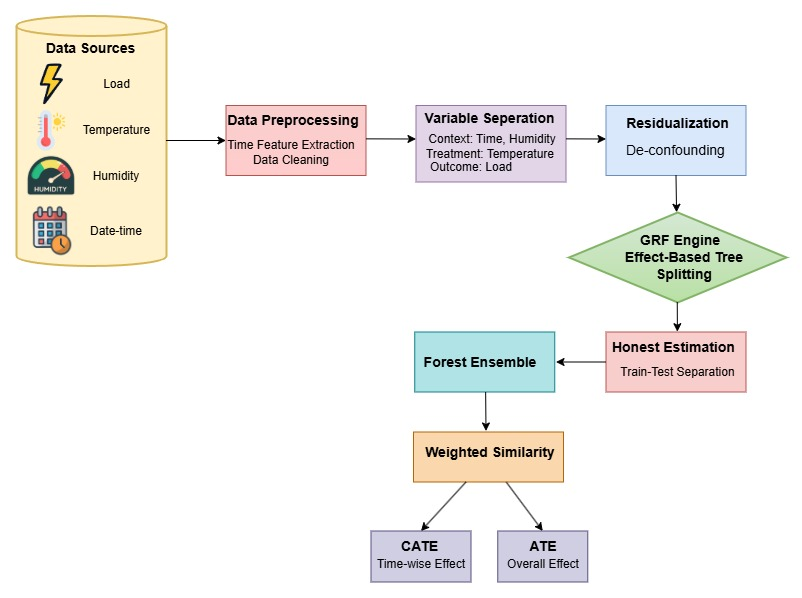 Data Sources
Load
Temperature
Humidity
HUMIDITY
Date-time
Data Preprocessing
Time Feature Extraction
Data Cleaning
Variable Seperation
Context: Time, Humidity
Treatment: Temperature
Outcome: Load
Residualization
De-confounding
GRF Engine
Effect-Based Tree
Splitting
Honest Estimation
Train-Test Separation
Forest Ensemble
Weighted Similarity
CATE
Time-wise Effect
ATE
Overall Effect